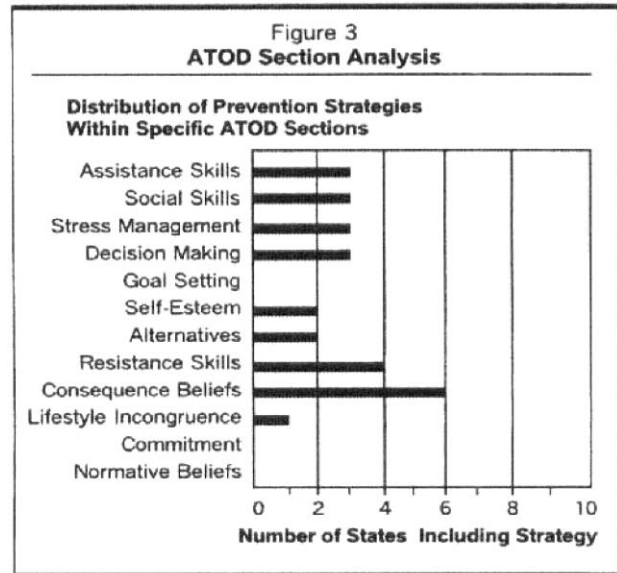 Figure 3
ATOD Section Analysis
Distribution of Prevention Strategies
Within Specific ATOD Sections
Assistance Skills
Social Skills
Stress Management
Decision Making
Goal Setting
Self-Esteem
Alternatives
Resistance Skills
Consequence Beliefs
Lifestyle Incongruence
Commitment
Normative Beliefs
0 2 4 6 8 10
Number of States Including Strategy